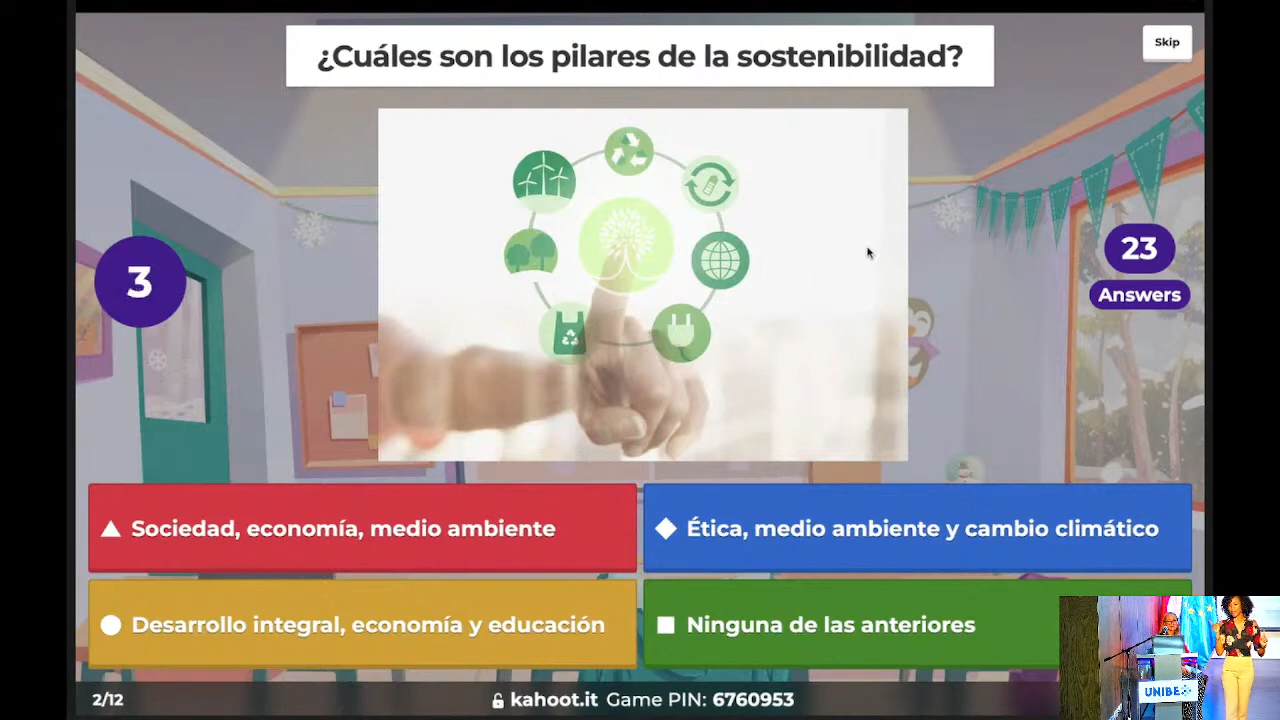 ¿Cuáles son los pilares de la sostenibilidad?
Skip
3
23
Answers
Sociedad, economía, medio ambiente
Ética, medio ambiente y cambio climático
Desarrollo integral, economía y educación
Ninguna de las anteriores
UNIBE
2/12
kahoot.it Game PIN: 6760953